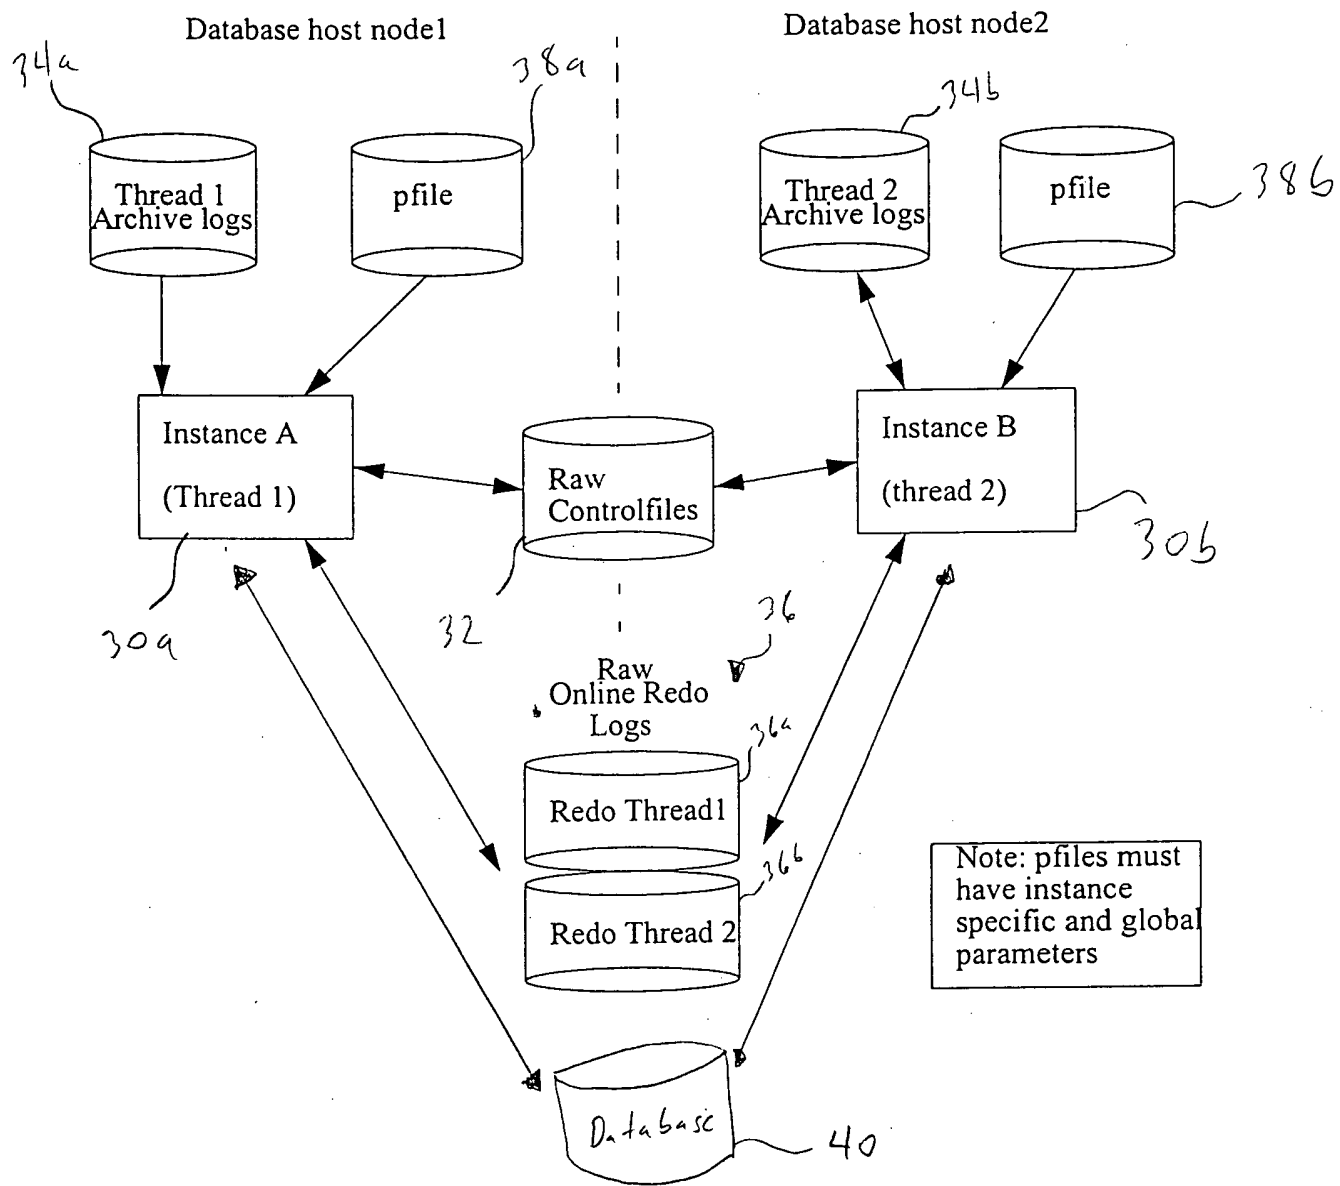 Database host node1
Database host node2
34a
38a
34b
38b
Thread 1
Archive logs
pfile
Thread 2
Archive logs
pfile
Instance A
(Thread 1)
Raw
Controlfiles
Instance B
(thread 2)
30a
32
30b
36
Raw
Online Redo
Logs
36a
Redo Thread1
36b
Redo Thread 2
Note: pfiles must
have instance
specific and global
parameters
Database
40